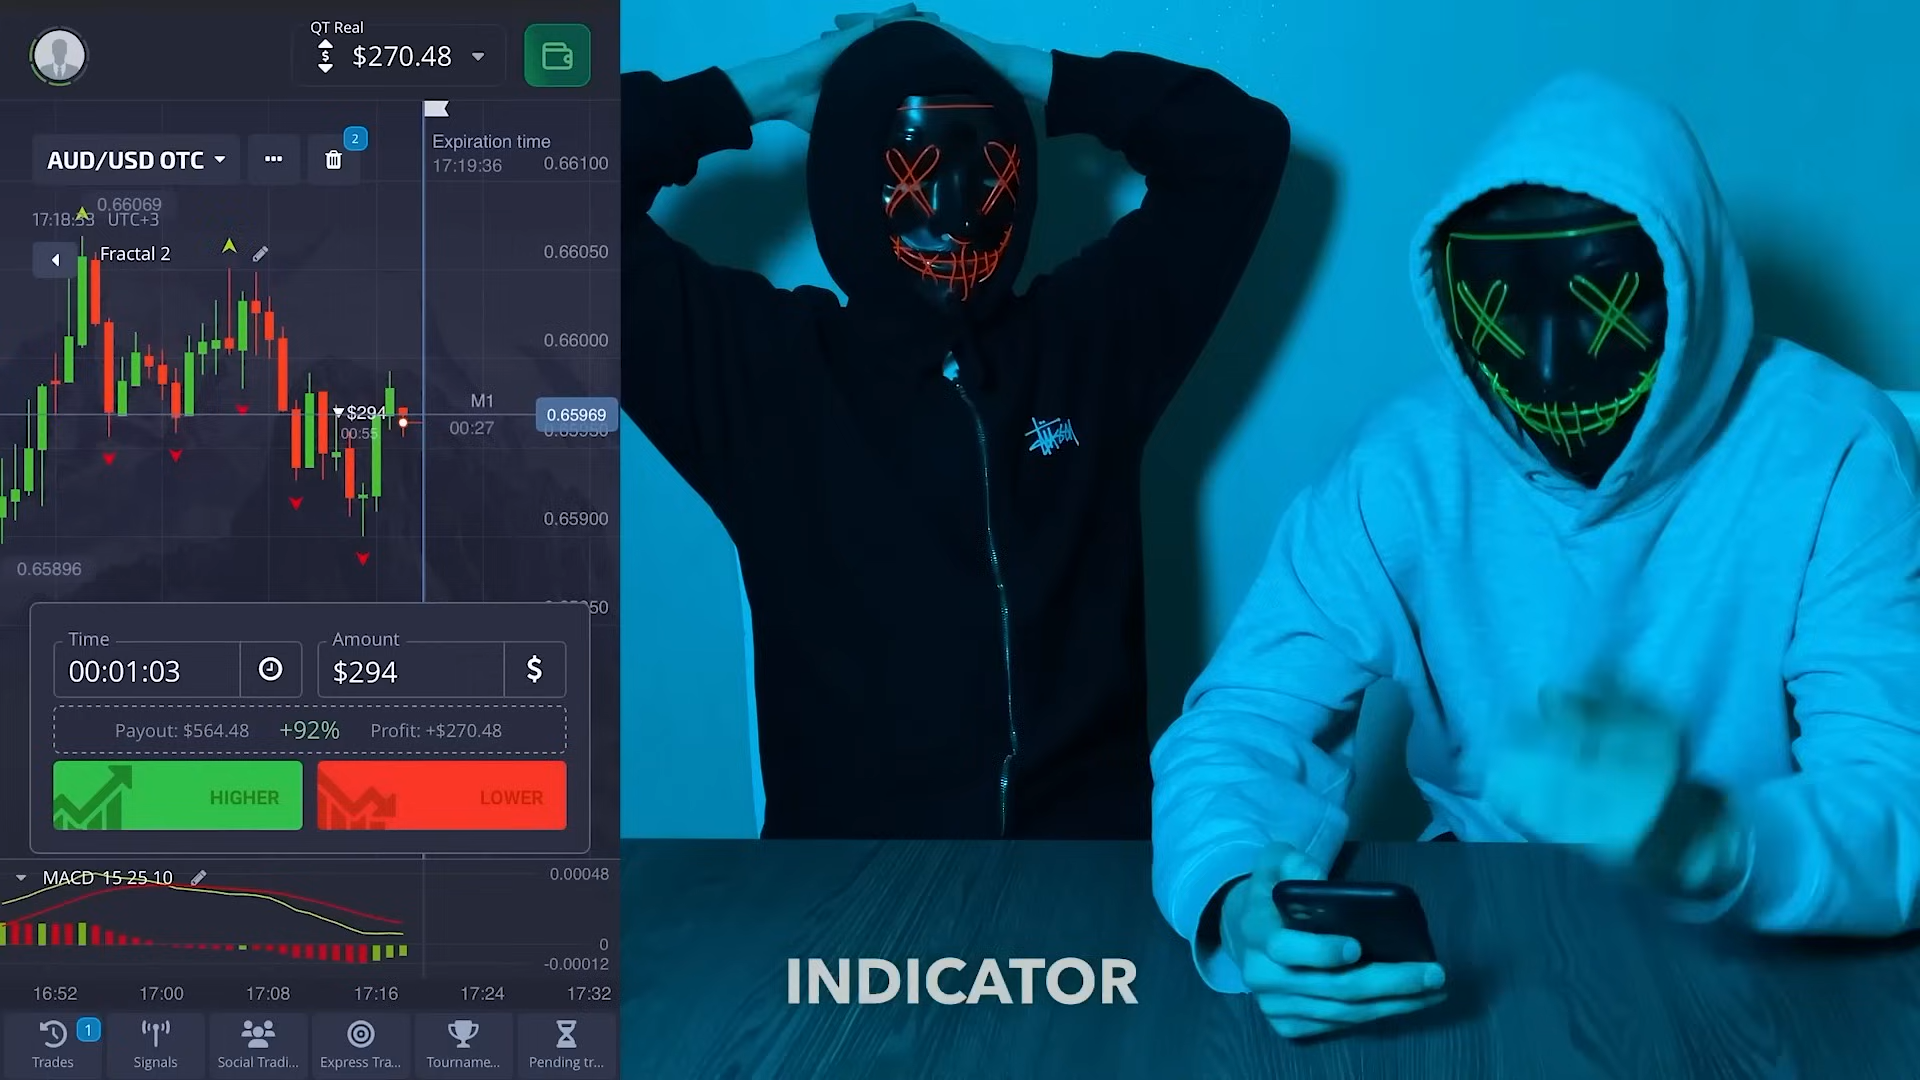 QT Real
$270.48
2
AUD/USD OTC
Expiration time
17:19:36
0.66100
0.66069
17:18:33 UTC+3
Fractal 2
0.66050
0.66000
$294
00:55
M1
00:27
0.65969
0.65950
0.65900
0.65896
Time
00:01:03
Amount
$294
$
Payout: $564.48 +92% Profit: +$270.48
HIGHER
LOWER
MACD 15 25 10
0.00048
0
-0.00012
16:52 17:00 17:08 17:16 17:24 17:32
1
Trades Signals Social Tradi... Express Tra... Tourname... Pending tr...
Stüssy
INDICATOR